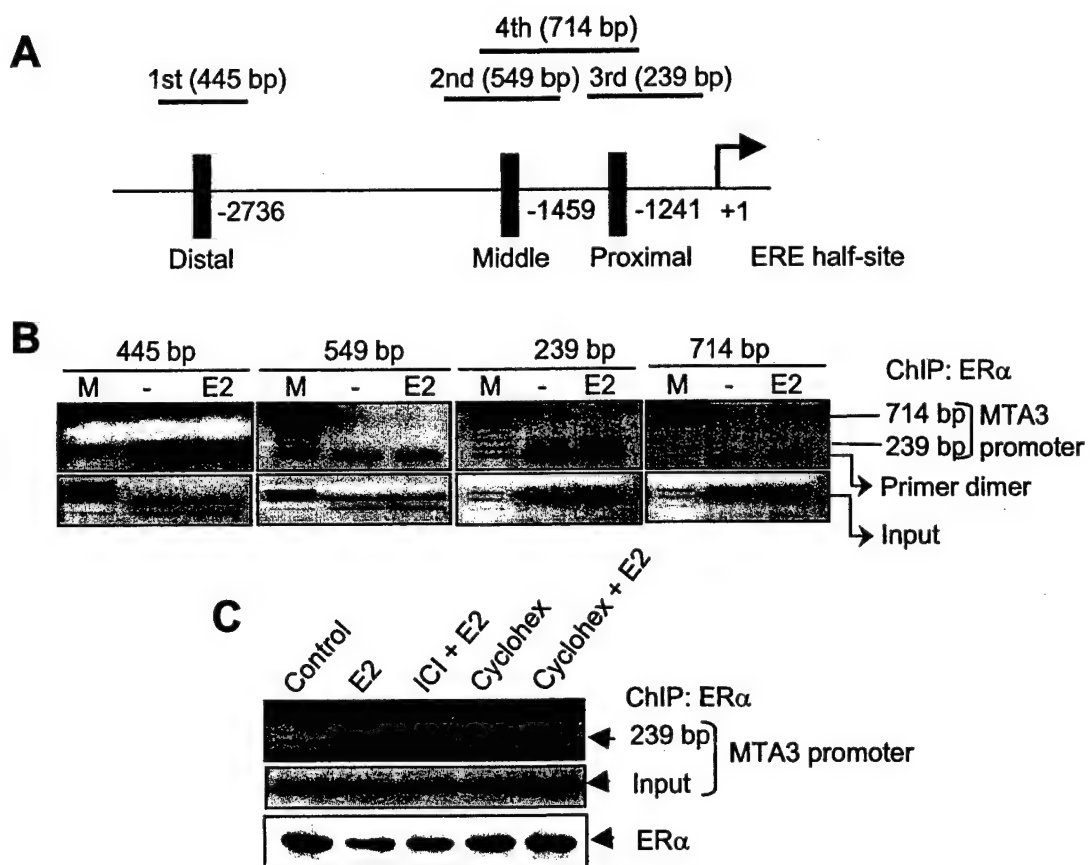 A
4th (714 bp)
1st (445 bp) 2nd (549 bp) 3rd (239 bp)
-2736 -1459 -1241 +1
Distal Middle Proximal ERE half-site
B
445 bp 549 bp 239 bp 714 bp
M - E2 M - E2 M - E2 M - E2
ChIP: ERα
714 bp MTA3
239 bp promoter
Primer dimer
Input
C
Control E2 ICI + E2 Cyclohex Cyclohex + E2
ChIP: ERα
239 bp
MTA3 promoter
Input
ERα